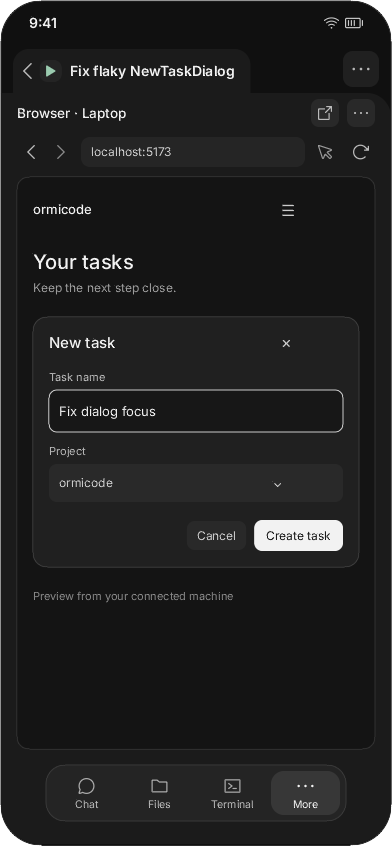 9:41
Fix flaky NewTaskDialog
Browser · Laptop
localhost:5173
ormicode
Your tasks
Keep the next step close.
New task
Task name
Fix dialog focus
Project
ormicode
Cancel
Create task
Preview from your connected machine
Chat
Files
Terminal
More